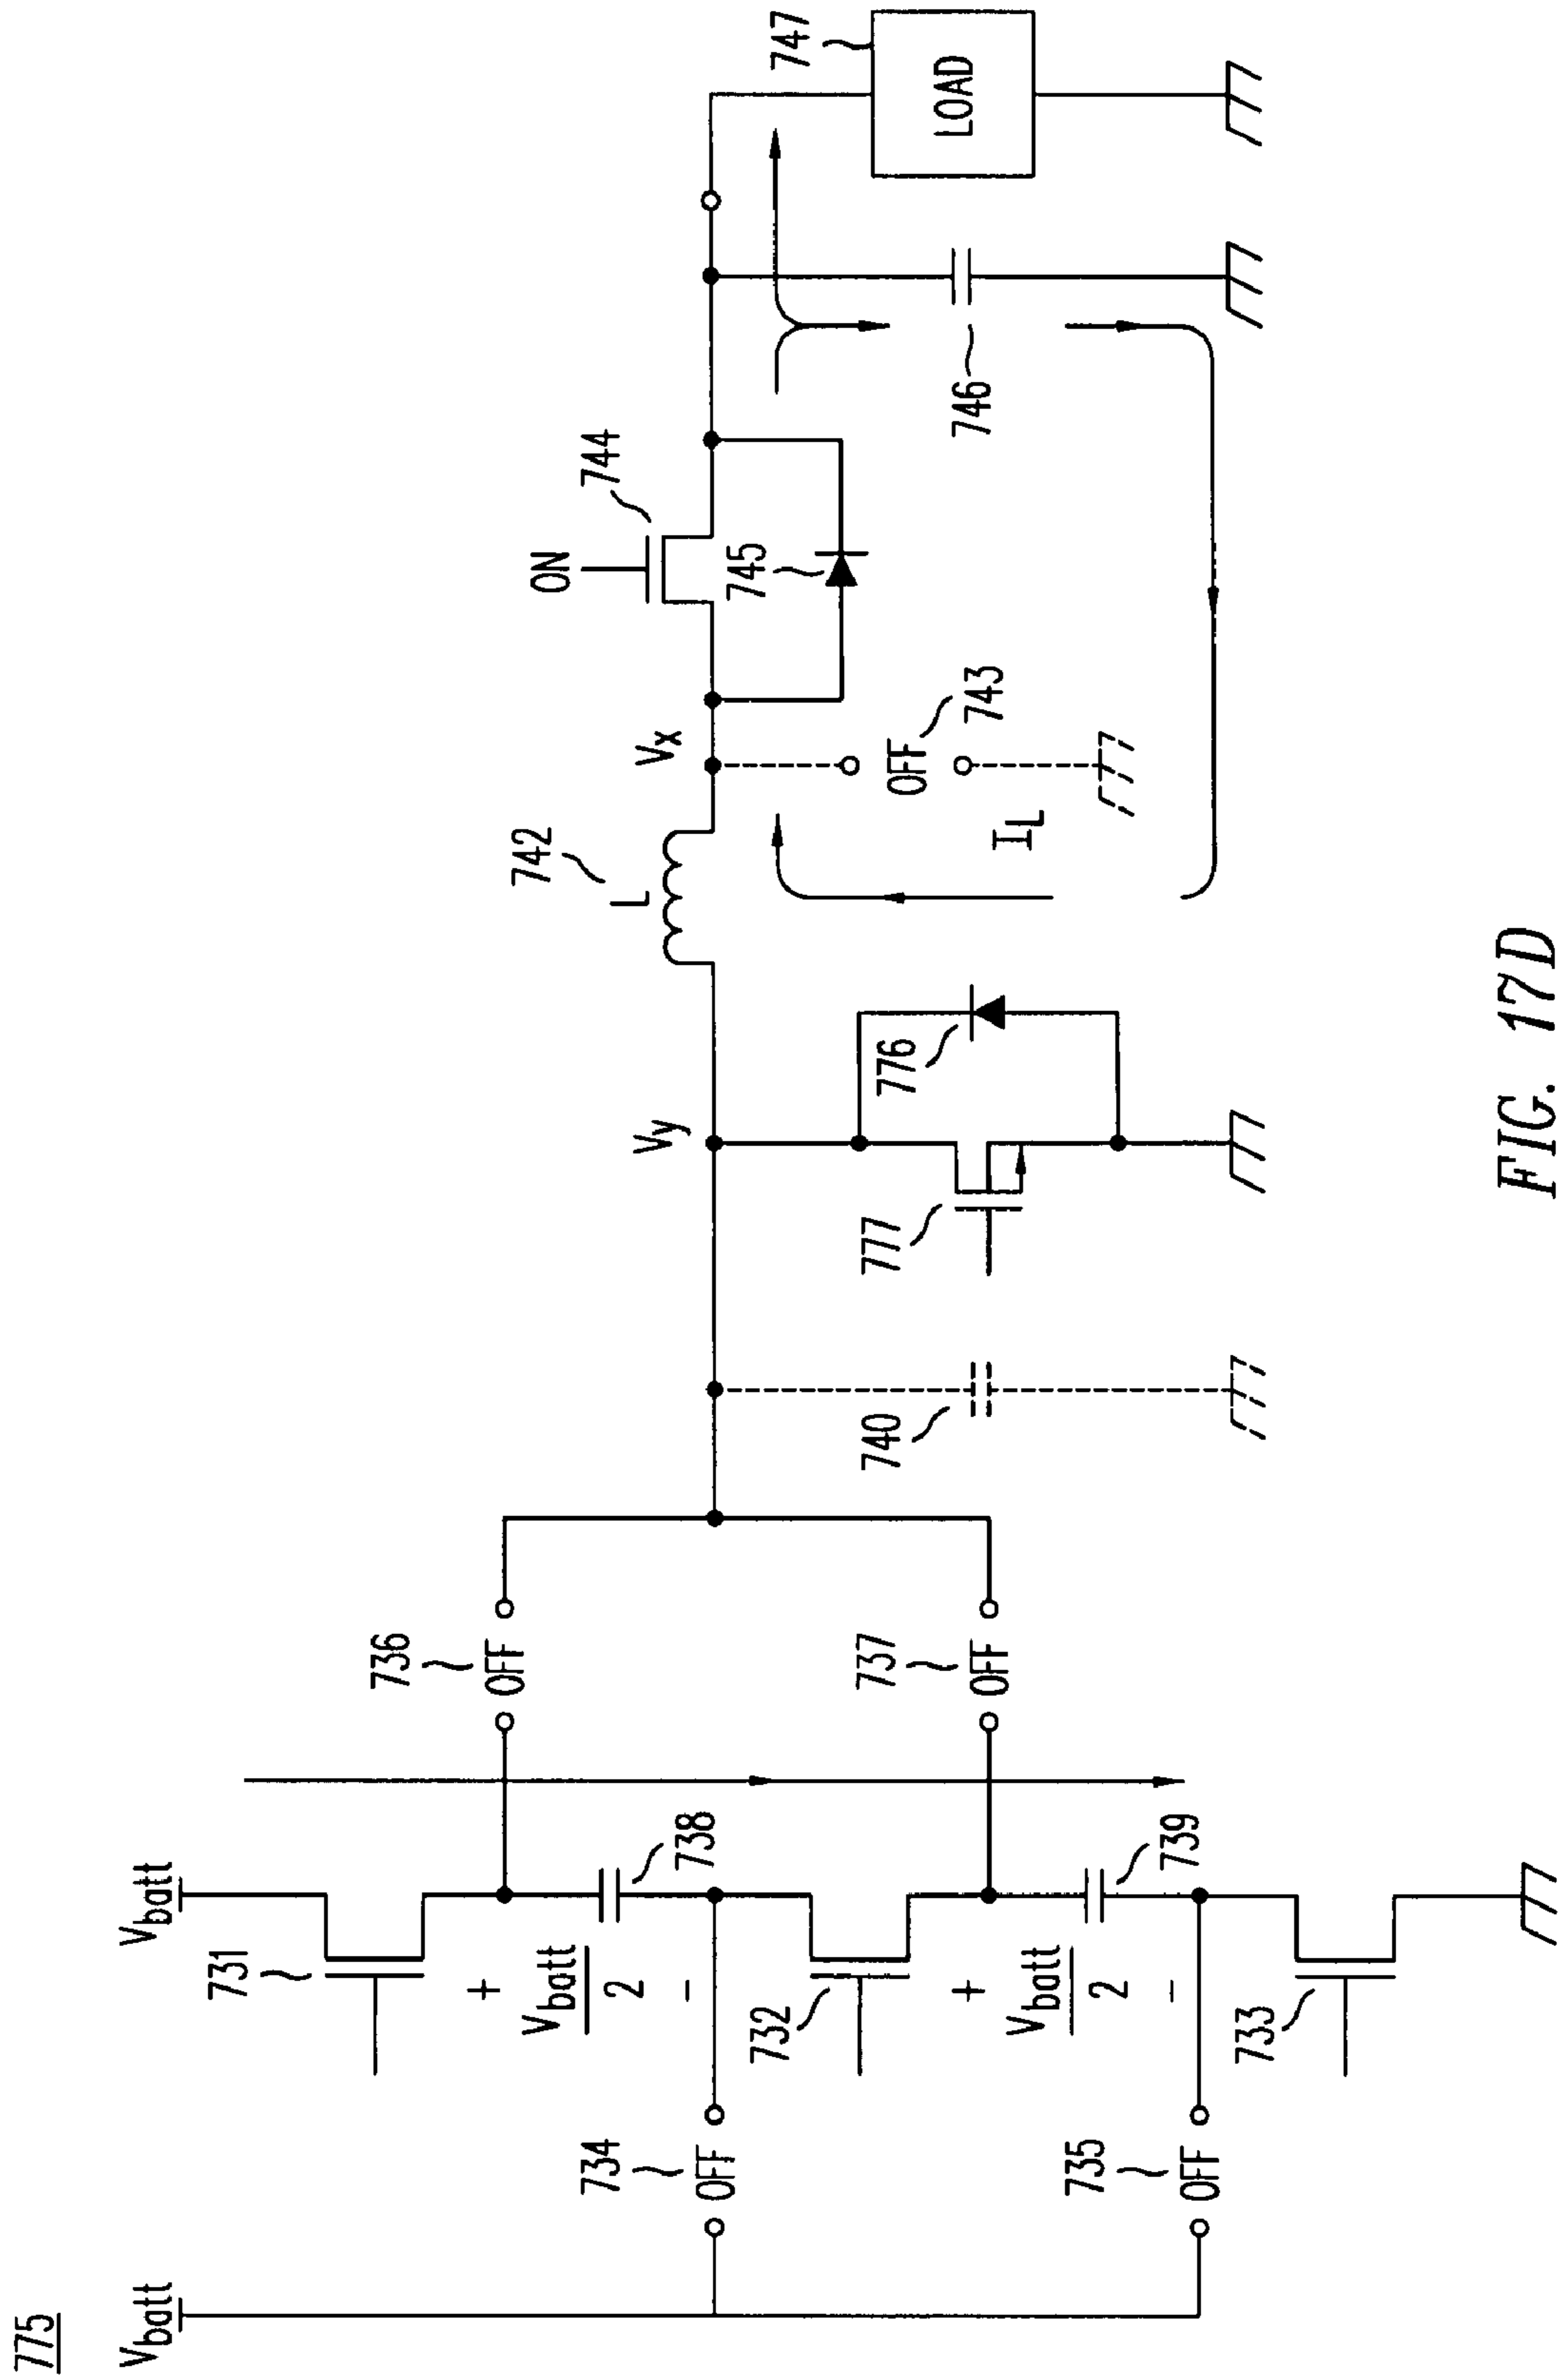 775
Vbatt
Vbatt
731
+
Vbatt
2
−
738
736
OFF
734
OFF
732
+
Vbatt
2
−
739
737
OFF
735
OFF
733
740
Vy
777
776
742
L
Vx
OFF
743
IL
ON
744
745
746
747
LOAD
FIG. 17D